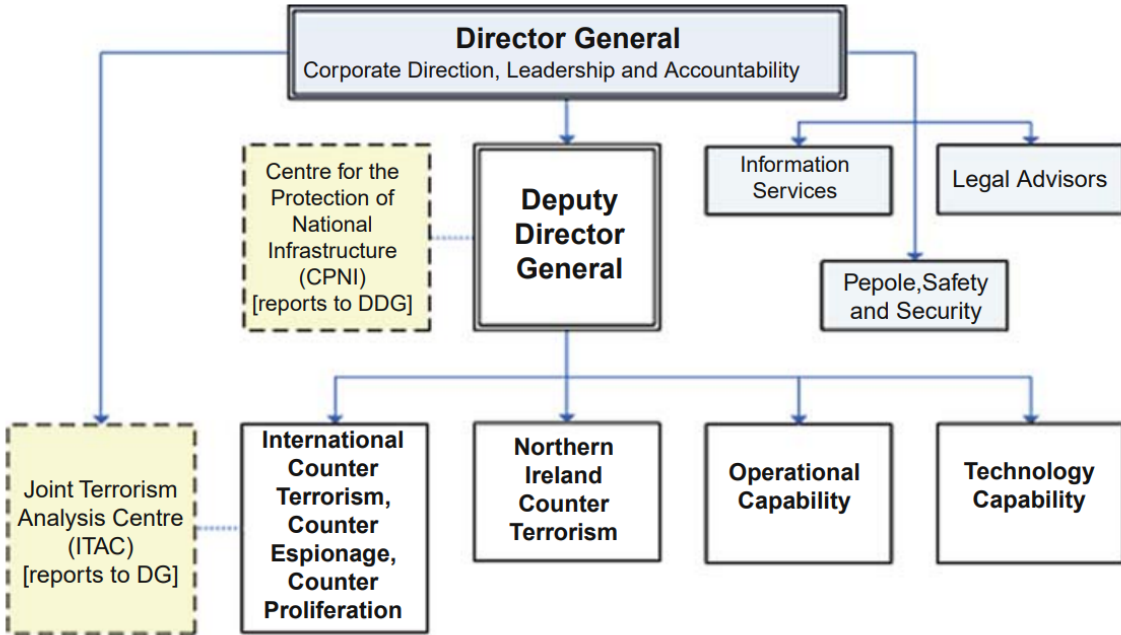 Director General
Corporate Direction, Leadership and Accountability
Centre for the
Protection of
National
Infrastructure
(CPNI)
[reports to DDG]
Deputy
Director
General
Information
Services
Legal Advisors
Pepole,Safety
and Security
Joint Terrorism
Analysis Centre
(ITAC)
[reports to DG]
International
Counter
Terrorism,
Counter
Espionage,
Counter
Proliferation
Northern
Ireland
Counter
Terrorism
Operational
Capability
Technology
Capability